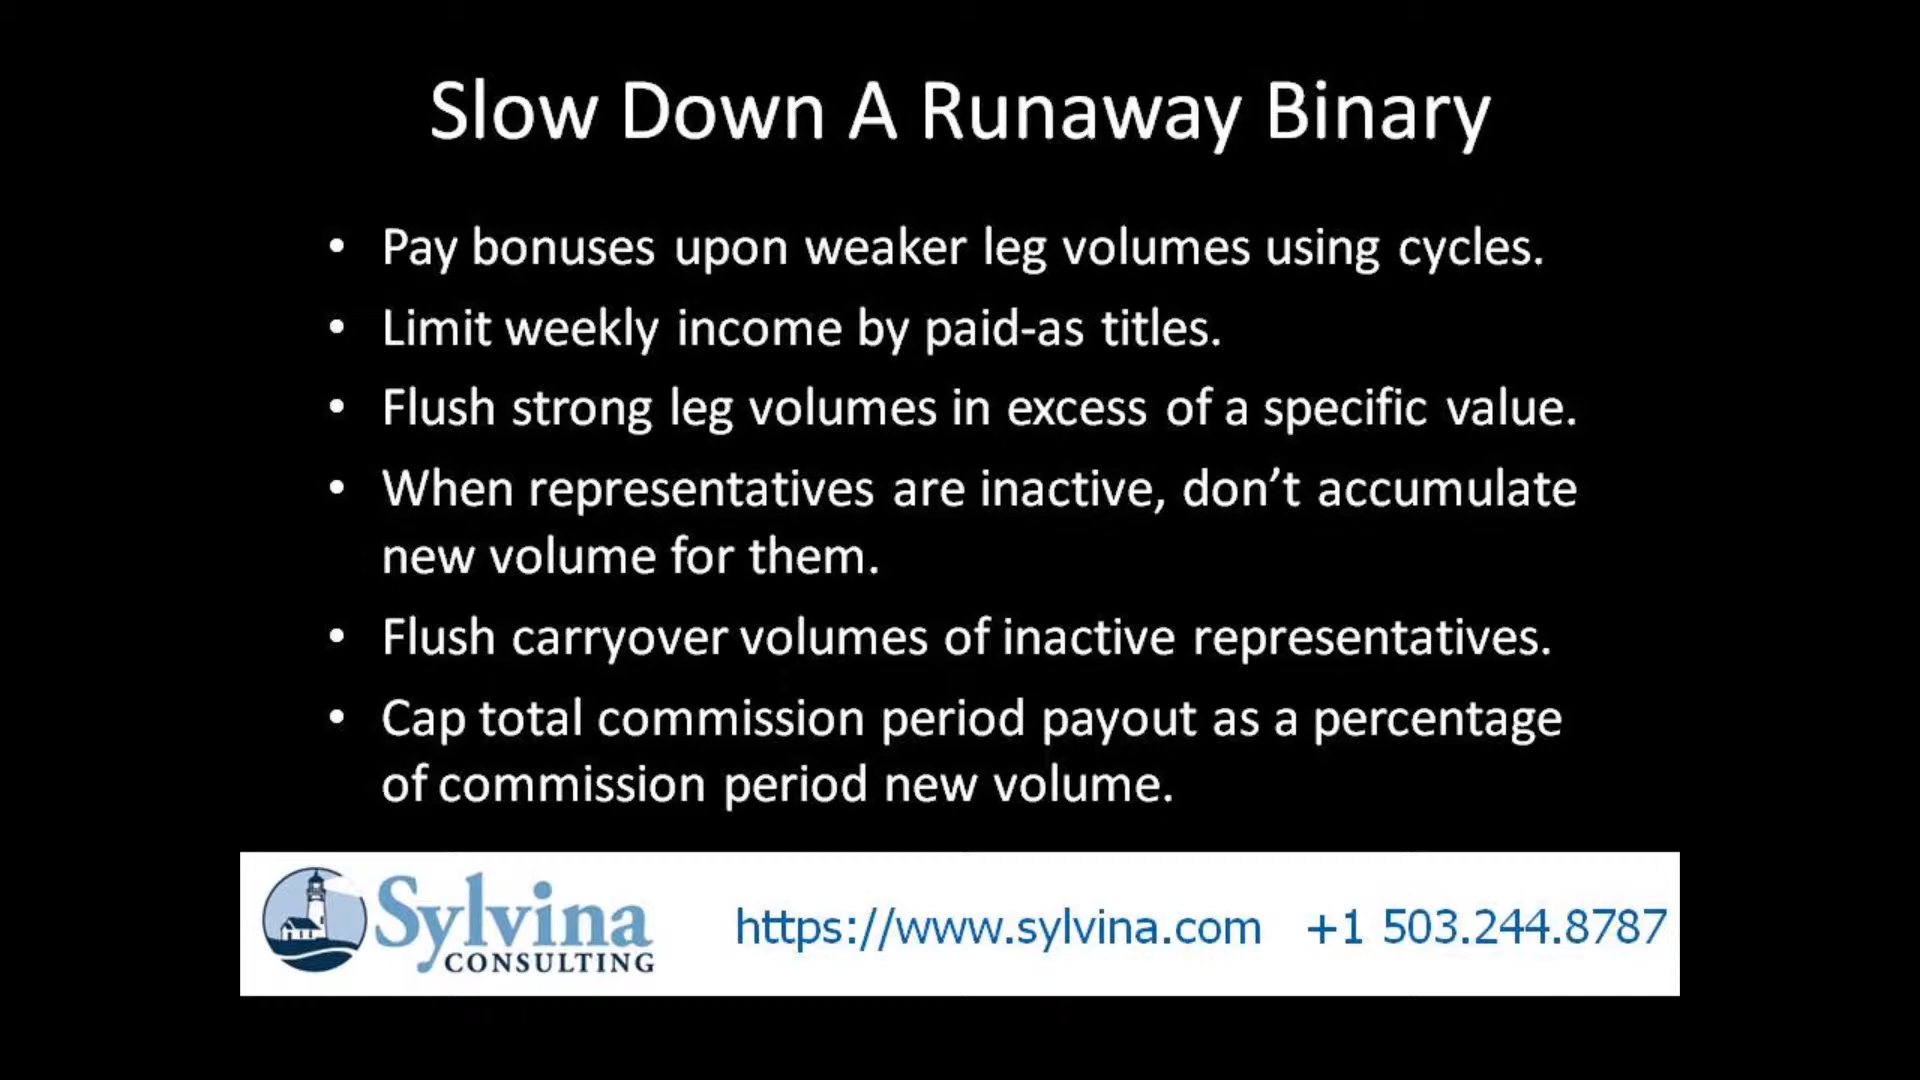 Slow Down A Runaway Binary
• Pay bonuses upon weaker leg volumes using cycles.
• Limit weekly income by paid-as titles.
• Flush strong leg volumes in excess of a specific value.
• When representatives are inactive, don’t accumulate
new volume for them.
• Flush carryover volumes of inactive representatives.
• Cap total commission period payout as a percentage
of commission period new volume.
Sylvina
CONSULTING
https://www.sylvina.com +1 503.244.8787